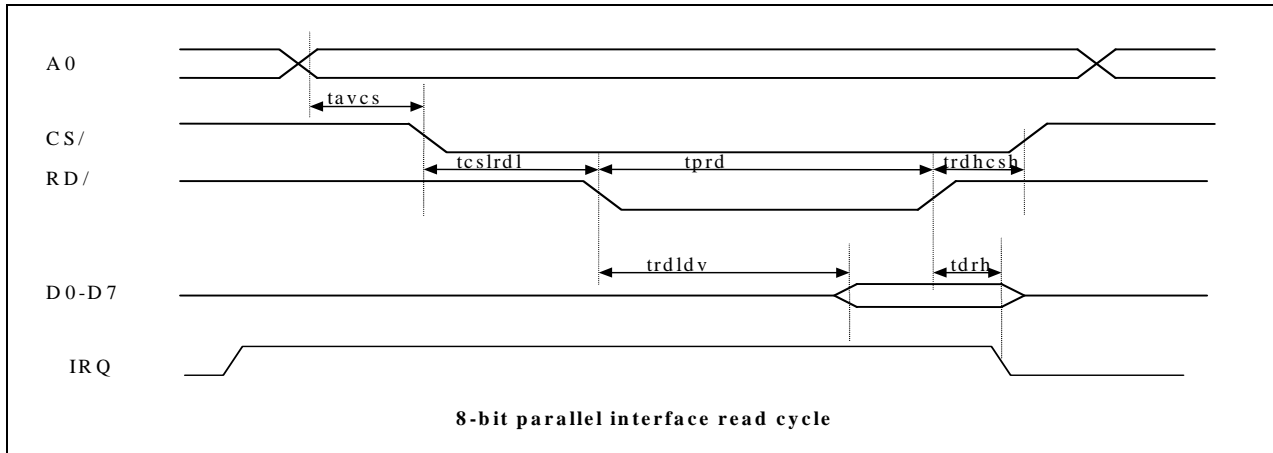 A0
tavcs
CS/
tcslrdl tprd trdhcsh
RD/
trdldv tdrh
D0-D7
IRQ
8-bit parallel interface read cycle